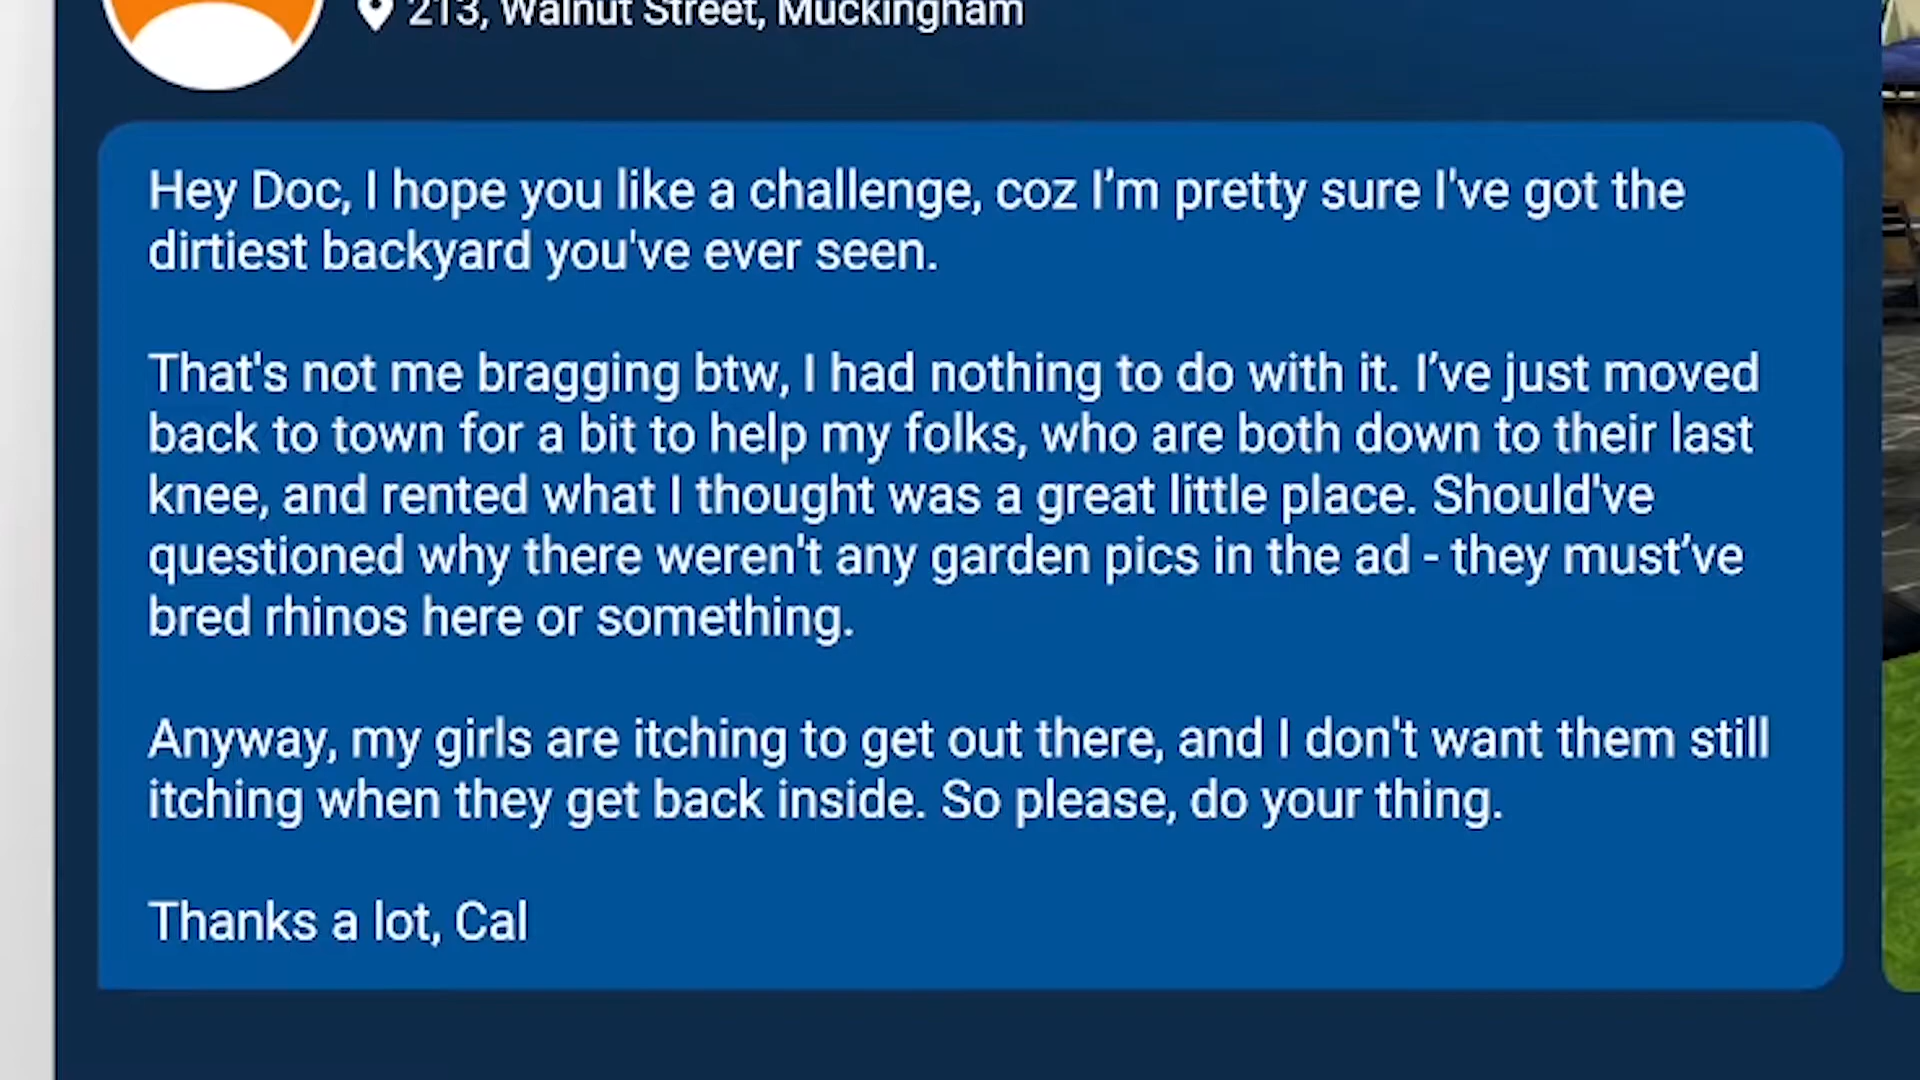 213, Walnut Street, Muckingham
Hey Doc, I hope you like a challenge, coz I’m pretty sure I've got the
dirtiest backyard you've ever seen.
That's not me bragging btw, I had nothing to do with it. I’ve just moved
back to town for a bit to help my folks, who are both down to their last
knee, and rented what I thought was a great little place. Should've
questioned why there weren't any garden pics in the ad - they must’ve
bred rhinos here or something.
Anyway, my girls are itching to get out there, and I don't want them still
itching when they get back inside. So please, do your thing.
Thanks a lot, Cal